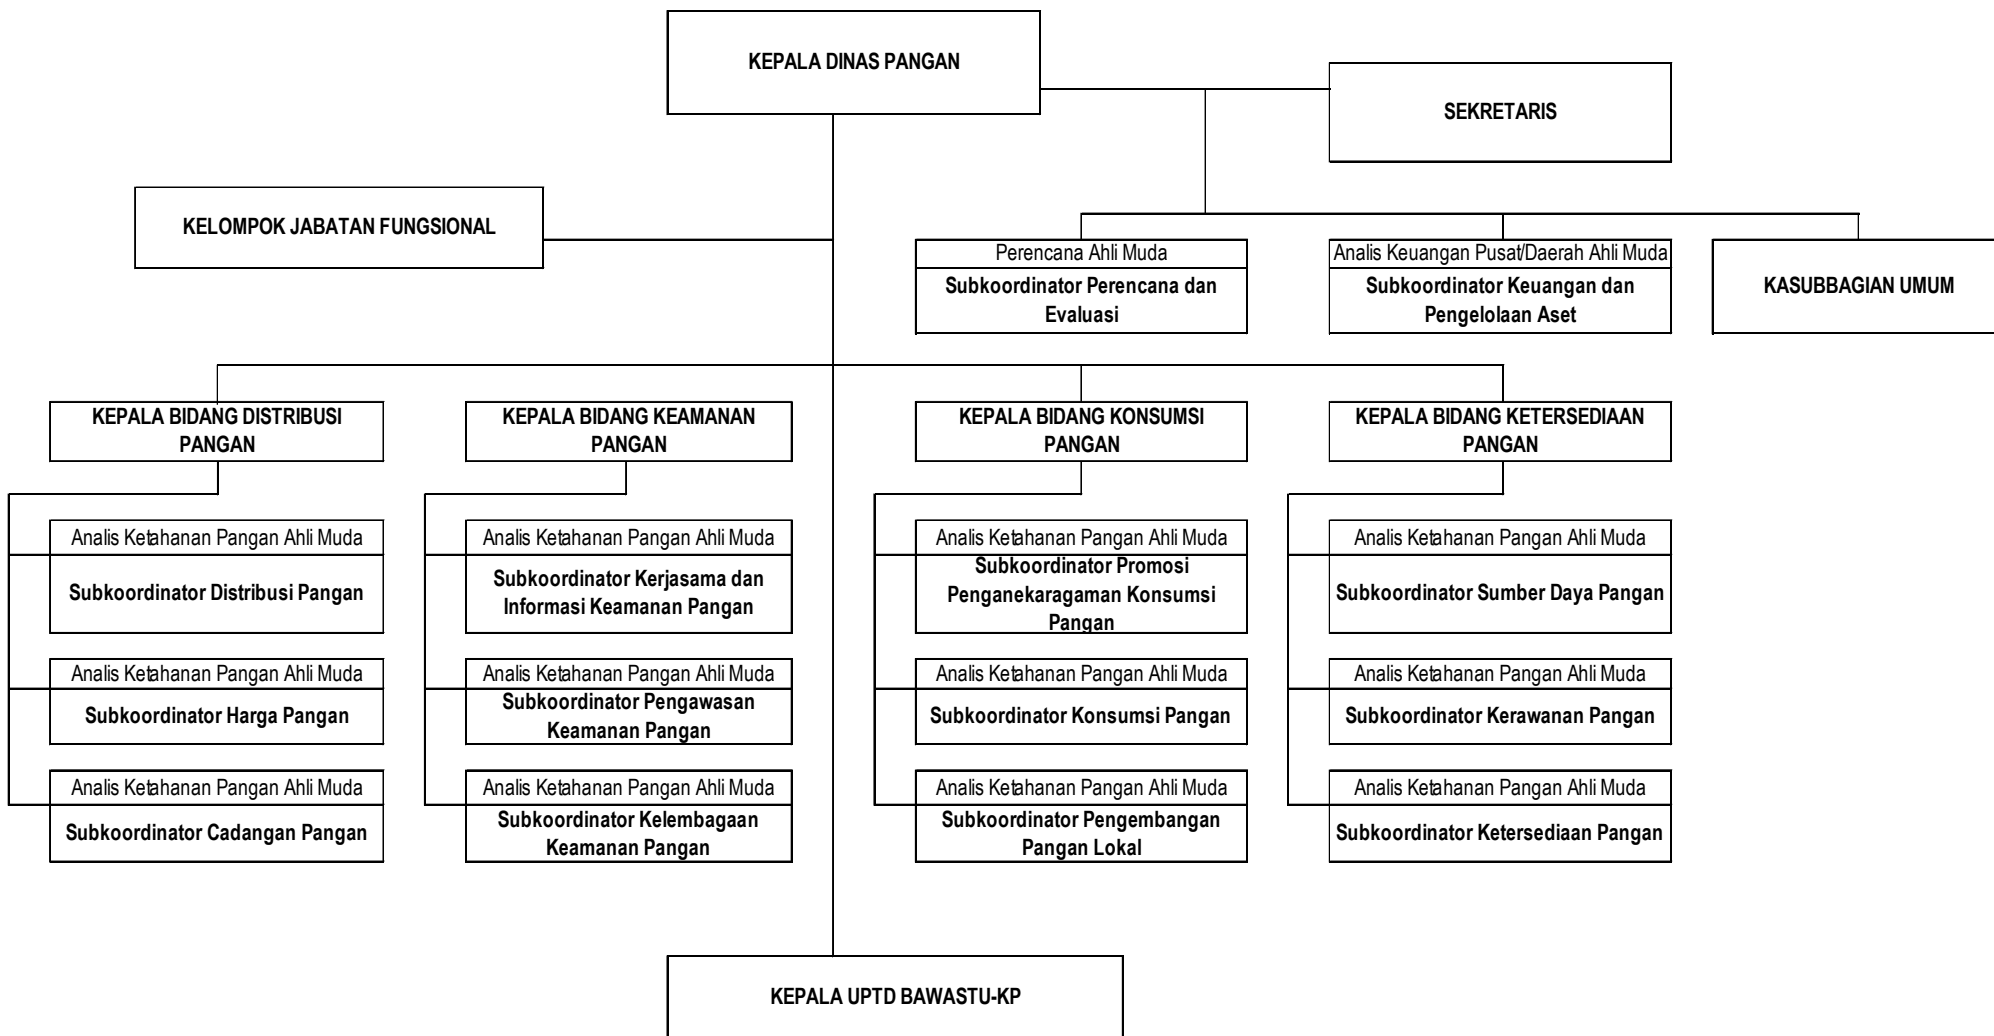 KEPALA DINAS PANGAN
SEKRETARIS
KELOMPOK JABATAN FUNGSIONAL
Perencana Ahli Muda
Subkoordinator Perencana dan
Evaluasi
Analis Keuangan Pusat/Daerah Ahli Muda
Subkoordinator Keuangan dan
Pengelolaan Aset
KASUBBAGIAN UMUM
KEPALA BIDANG DISTRIBUSI
PANGAN
KEPALA BIDANG KEAMANAN
PANGAN
KEPALA BIDANG KONSUMSI
PANGAN
KEPALA BIDANG KETERSEDIAAN
PANGAN
Analis Ketahanan Pangan Ahli Muda
Subkoordinator Distribusi Pangan
Analis Ketahanan Pangan Ahli Muda
Subkoordinator Kerjasama dan
Informasi Keamanan Pangan
Analis Ketahanan Pangan Ahli Muda
Subkoordinator Promosi
Penganekaragaman Konsumsi
Pangan
Analis Ketahanan Pangan Ahli Muda
Subkoordinator Sumber Daya Pangan
Analis Ketahanan Pangan Ahli Muda
Subkoordinator Harga Pangan
Analis Ketahanan Pangan Ahli Muda
Subkoordinator Pengawasan
Keamanan Pangan
Analis Ketahanan Pangan Ahli Muda
Subkoordinator Konsumsi Pangan
Analis Ketahanan Pangan Ahli Muda
Subkoordinator Kerawanan Pangan
Analis Ketahanan Pangan Ahli Muda
Subkoordinator Cadangan Pangan
Analis Ketahanan Pangan Ahli Muda
Subkoordinator Kelembagaan
Keamanan Pangan
Analis Ketahanan Pangan Ahli Muda
Subkoordinator Pengembangan
Pangan Lokal
Analis Ketahanan Pangan Ahli Muda
Subkoordinator Ketersediaan Pangan
KEPALA UPTD BAWASTU-KP